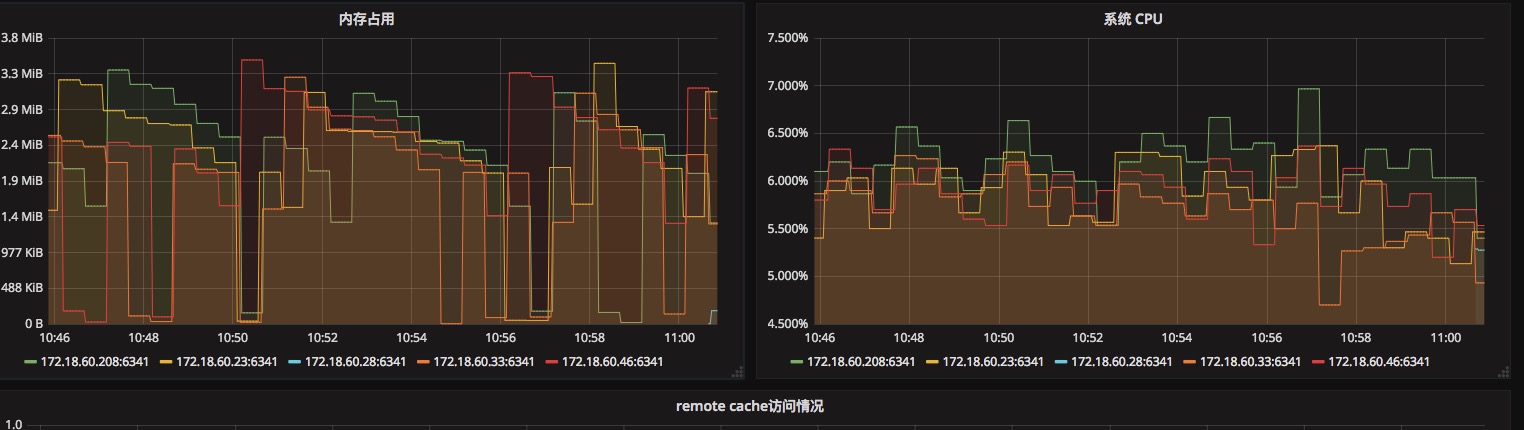 内存占用
3.8 MiB
3.3 MiB
2.9 MiB
2.4 MiB
1.9 MiB
1.4 MiB
977 KiB
488 KiB
0 B
10:46 10:48 10:50 10:52 10:54 10:56 10:58 11:00
172.18.60.208:6341 172.18.60.23:6341 172.18.60.28:6341 172.18.60.33:6341 172.18.60.46:6341
系统 CPU
7.500%
7.000%
6.500%
6.000%
5.500%
5.000%
4.500%
10:46 10:48 10:50 10:52 10:54 10:56 10:58 11:00
172.18.60.208:6341 172.18.60.23:6341 172.18.60.28:6341 172.18.60.33:6341 172.18.60.46:6341
remote cache访问情况
1.0